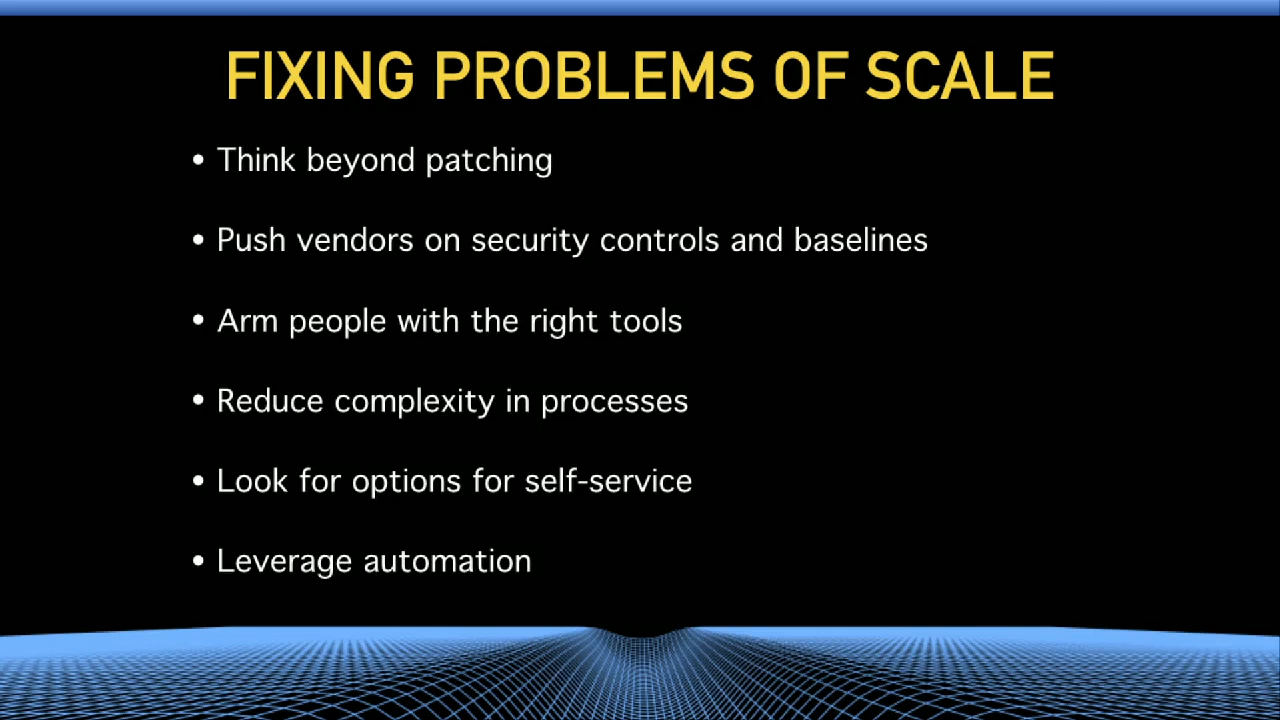 FIXING PROBLEMS OF SCALE
• Think beyond patching
• Push vendors on security controls and baselines
• Arm people with the right tools
• Reduce complexity in processes
• Look for options for self-service
• Leverage automation